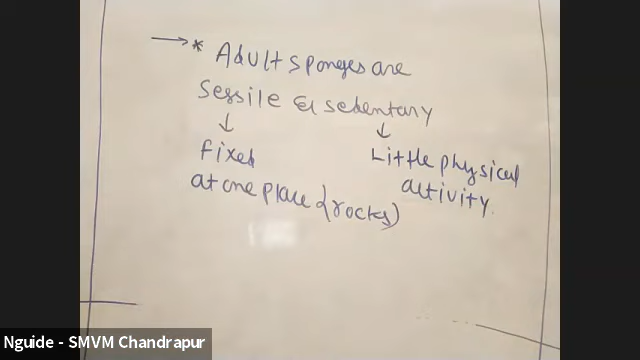 → * Adult sponges are
sessile & sedentary
↓ ↓
fixed Little physical
at one place (rocks) activity.
Nguide - SMVM Chandrapur